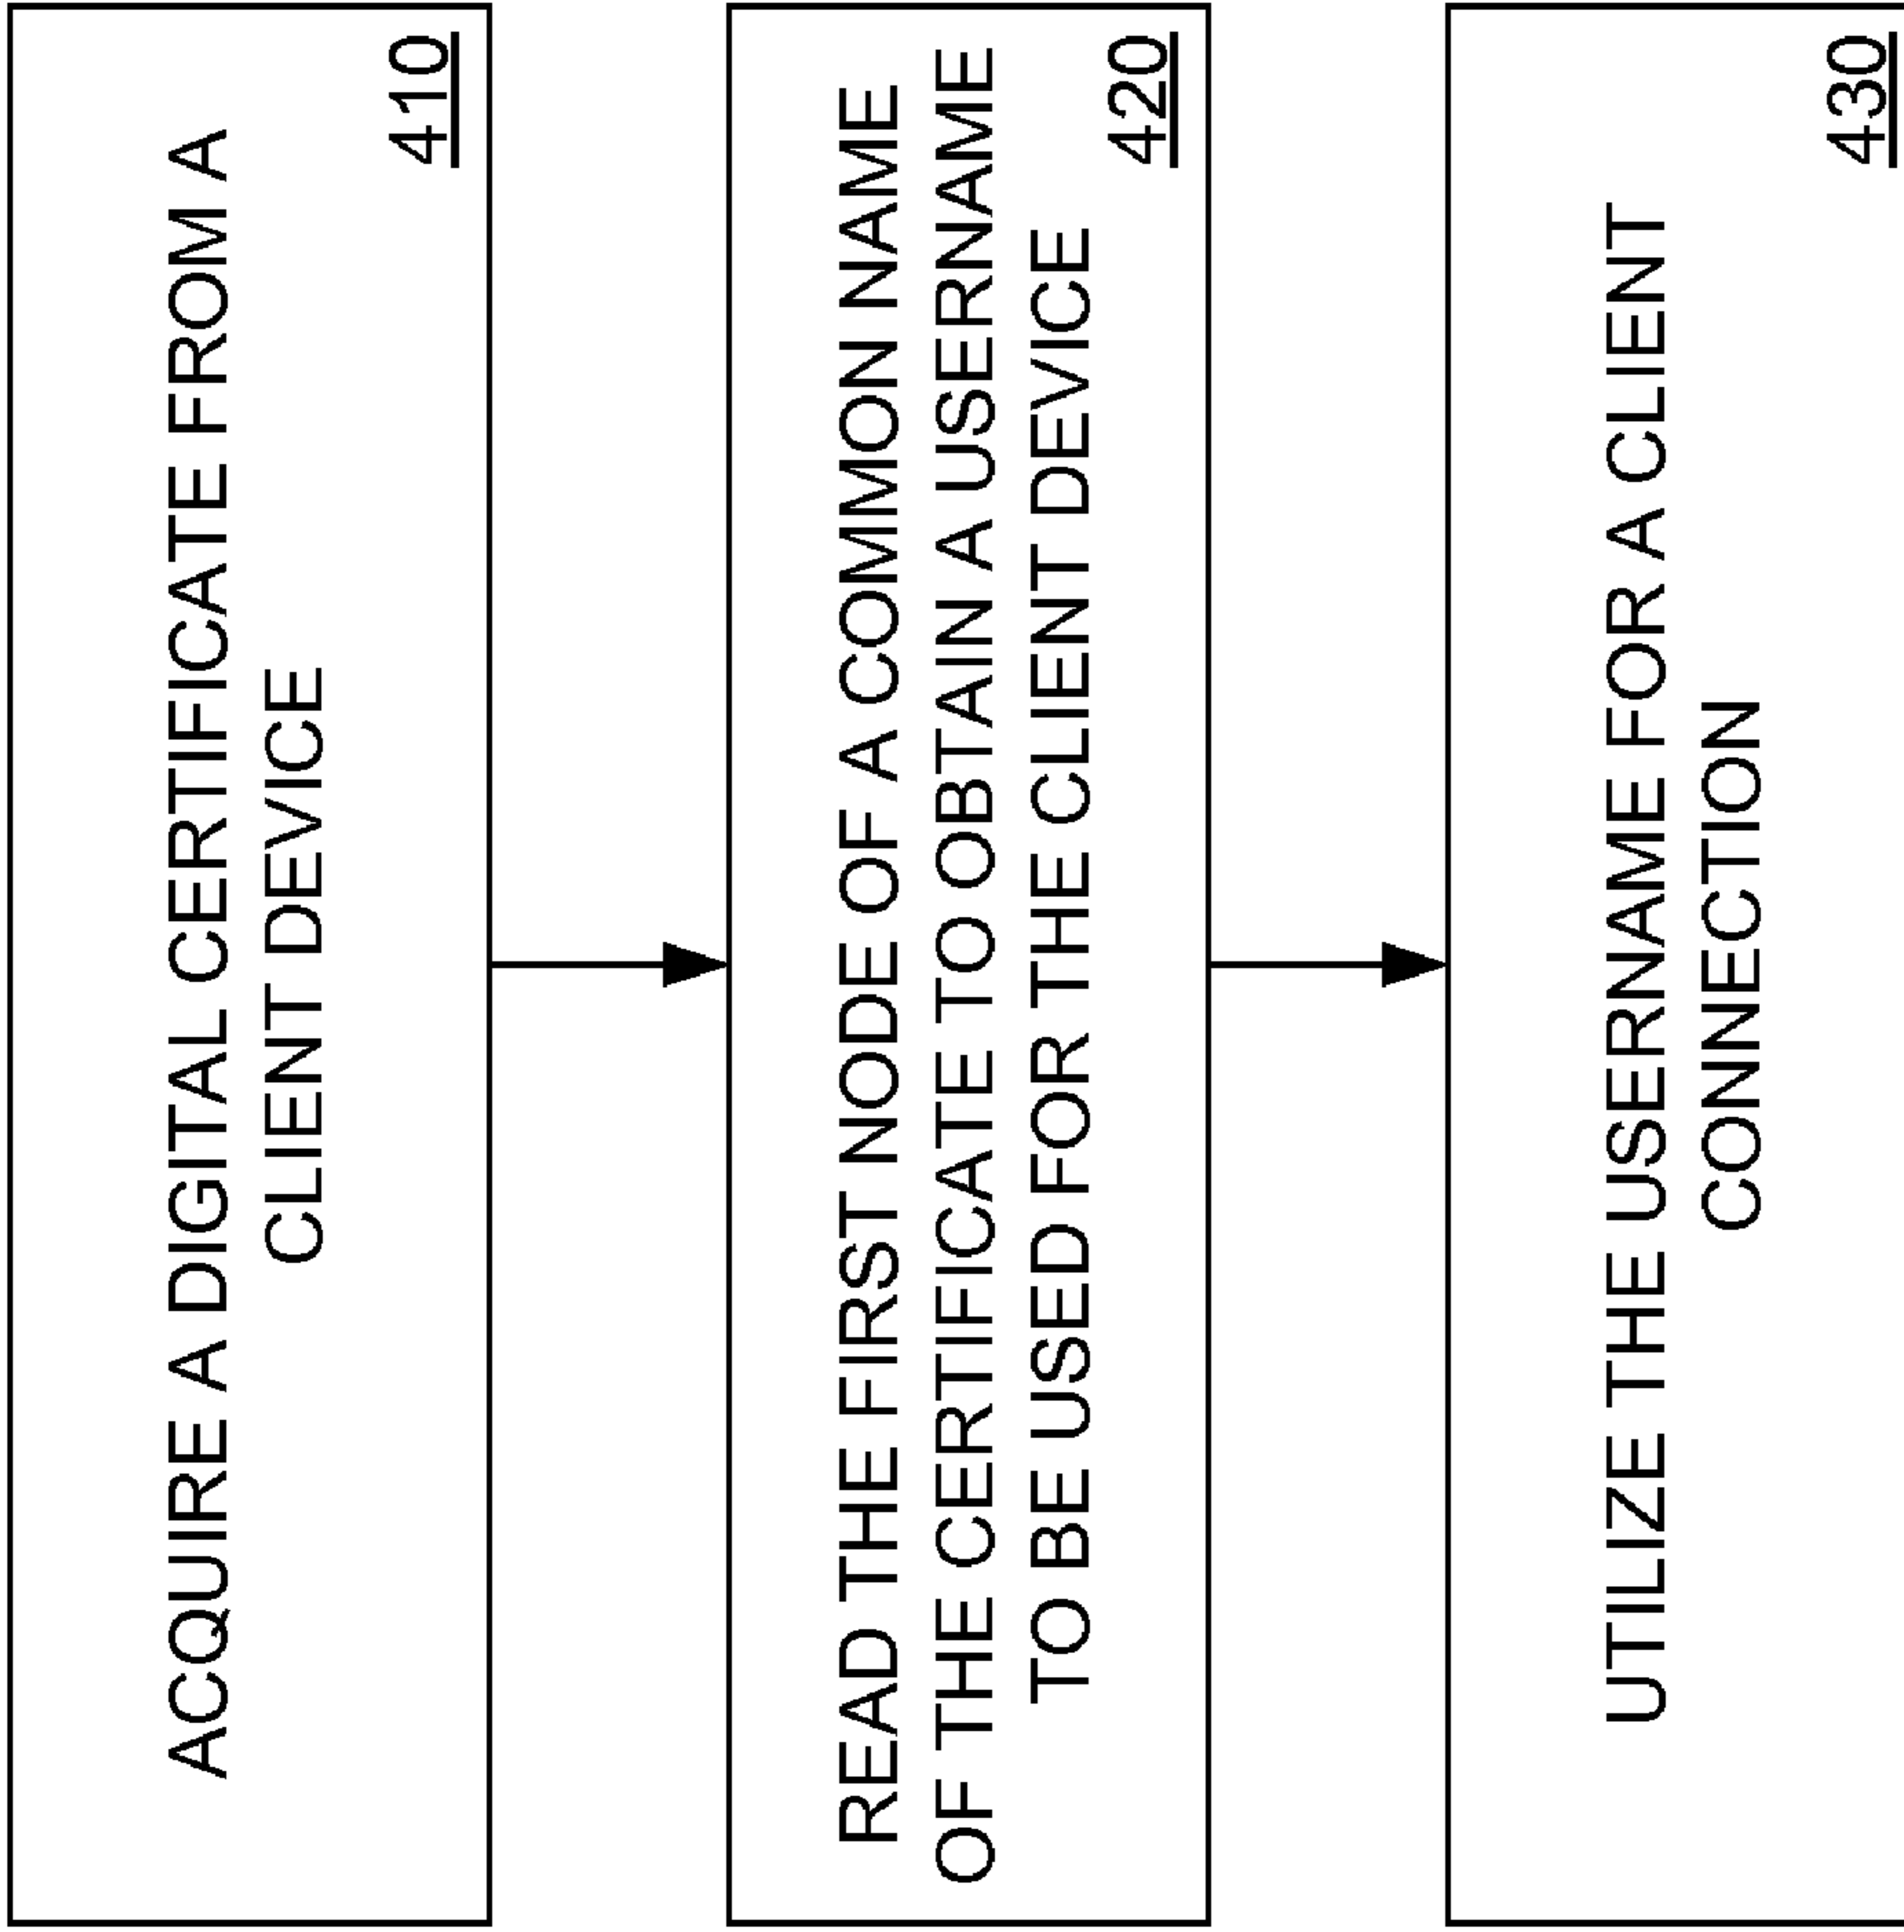 ACQUIRE A DIGITAL CERTIFICATE FROM A
CLIENT DEVICE
410
READ THE FIRST NODE OF A COMMON NAME
OF THE CERTIFICATE TO OBTAIN A USERNAME
TO BE USED FOR THE CLIENT DEVICE
420
UTILIZE THE USERNAME FOR A CLIENT
CONNECTION
430